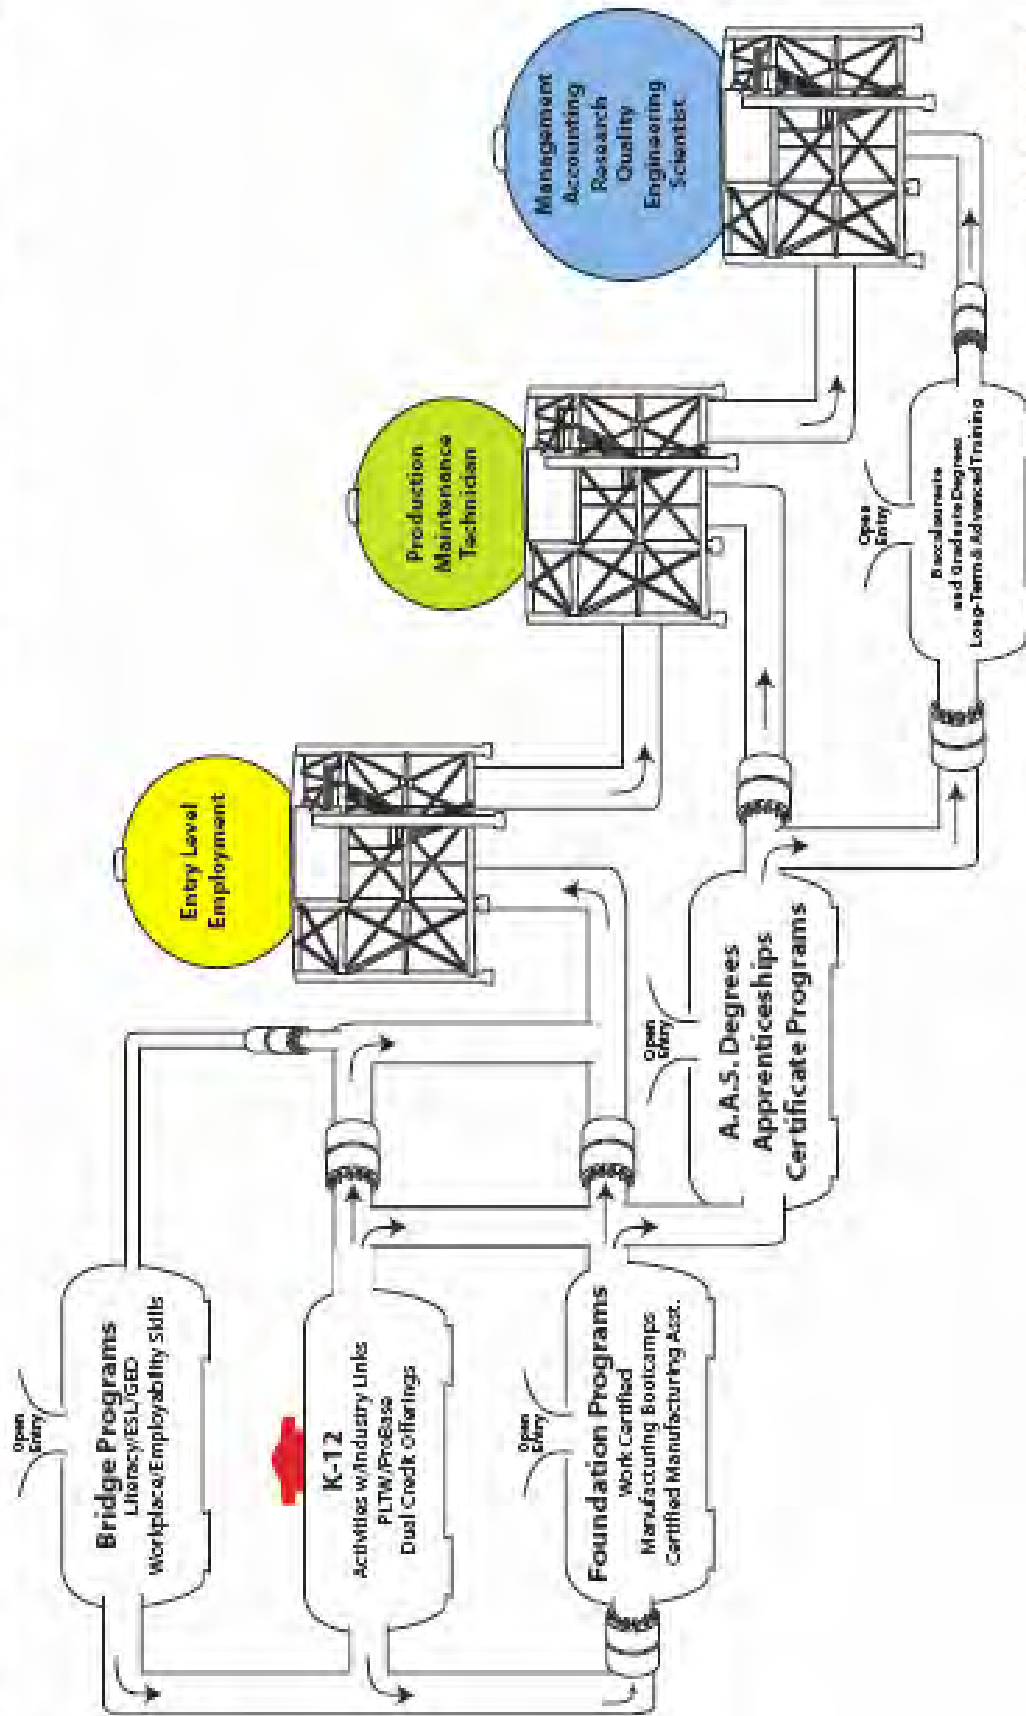 Open
Entry
Bridge Programs
Literacy/ESL/GED
Workplace/Employability Skills
K-12
Activities w/Industry Links
PLTW/ProBase
Dual Credit Offerings
Open
Entry
Foundation Programs
Work Certified
Manufacturing Bootcamps
Certified Manufacturing Asst.
Entry Level
Employment
Open
Entry
A.A.S. Degrees
Apprenticeships
Certificate Programs
Production
Maintenance
Technician
Open
Entry
Baccalaureate
and Graduate Degrees
Long-Term & Advanced Training
Management
Accounting
Research
Quality
Engineering
Scientist